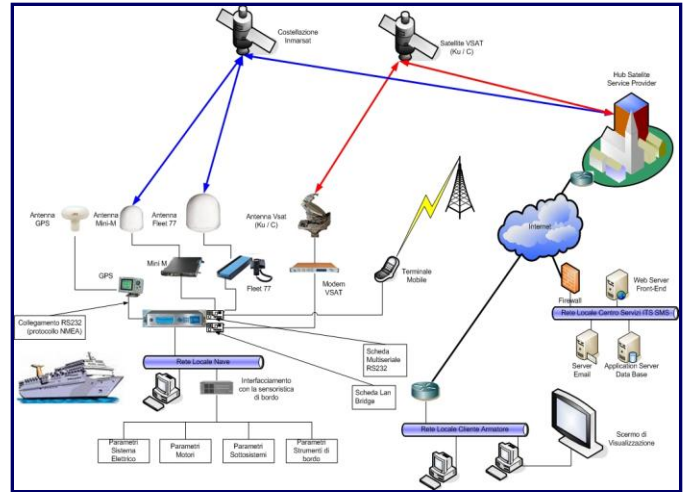 Costellazione
Inmarsat
Satellite VSAT
(Ku / C)
Hub Satellite
Service Provider
Antenna
GPS
Antenna
Mini-M
Antenna
Fleet 77
Antenna Vsat
(Ku / C)
Internet
GPS
Mini M
Fleet 77
Modem
VSAT
Terminale
Mobile
Firewall
Web Server
Front-End
Collegamento RS232
(protocollo NMEA)
Rete Locale Centro Servizi ITS SMS
Scheda
Multiseriale
RS232
Server
Email
Application Server
Data Base
Rete Locale Nave
Interfacciamento
con la sensoristica
di bordo
Scheda Lan
Bridge
Rete Locale Cliente Armatore
Scermo di
Visualizzazione
Parametri
Sistema
Elettrico
Parametri
Motori
Parametri
Sottosistemi
Parametri
Strumenti di
bordo